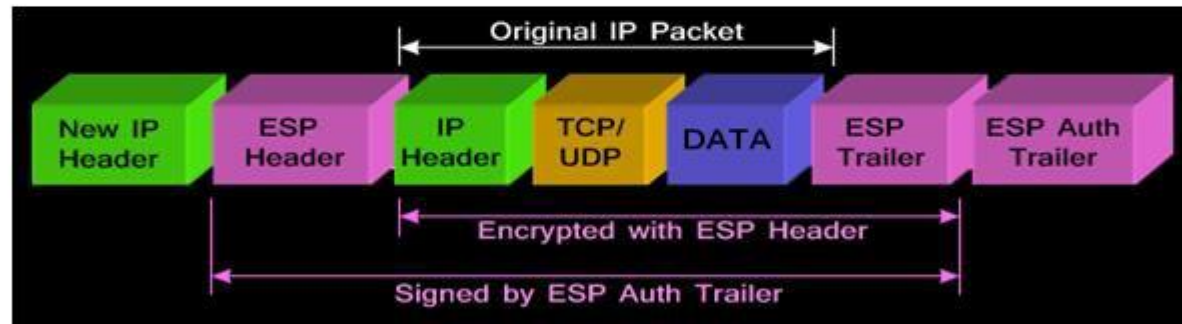 Original IP Packet
New IP
Header
ESP
Header
IP
Header
TCP/
UDP
DATA
ESP
Trailer
ESP Auth
Trailer
Encrypted with ESP Header
Signed by ESP Auth Trailer